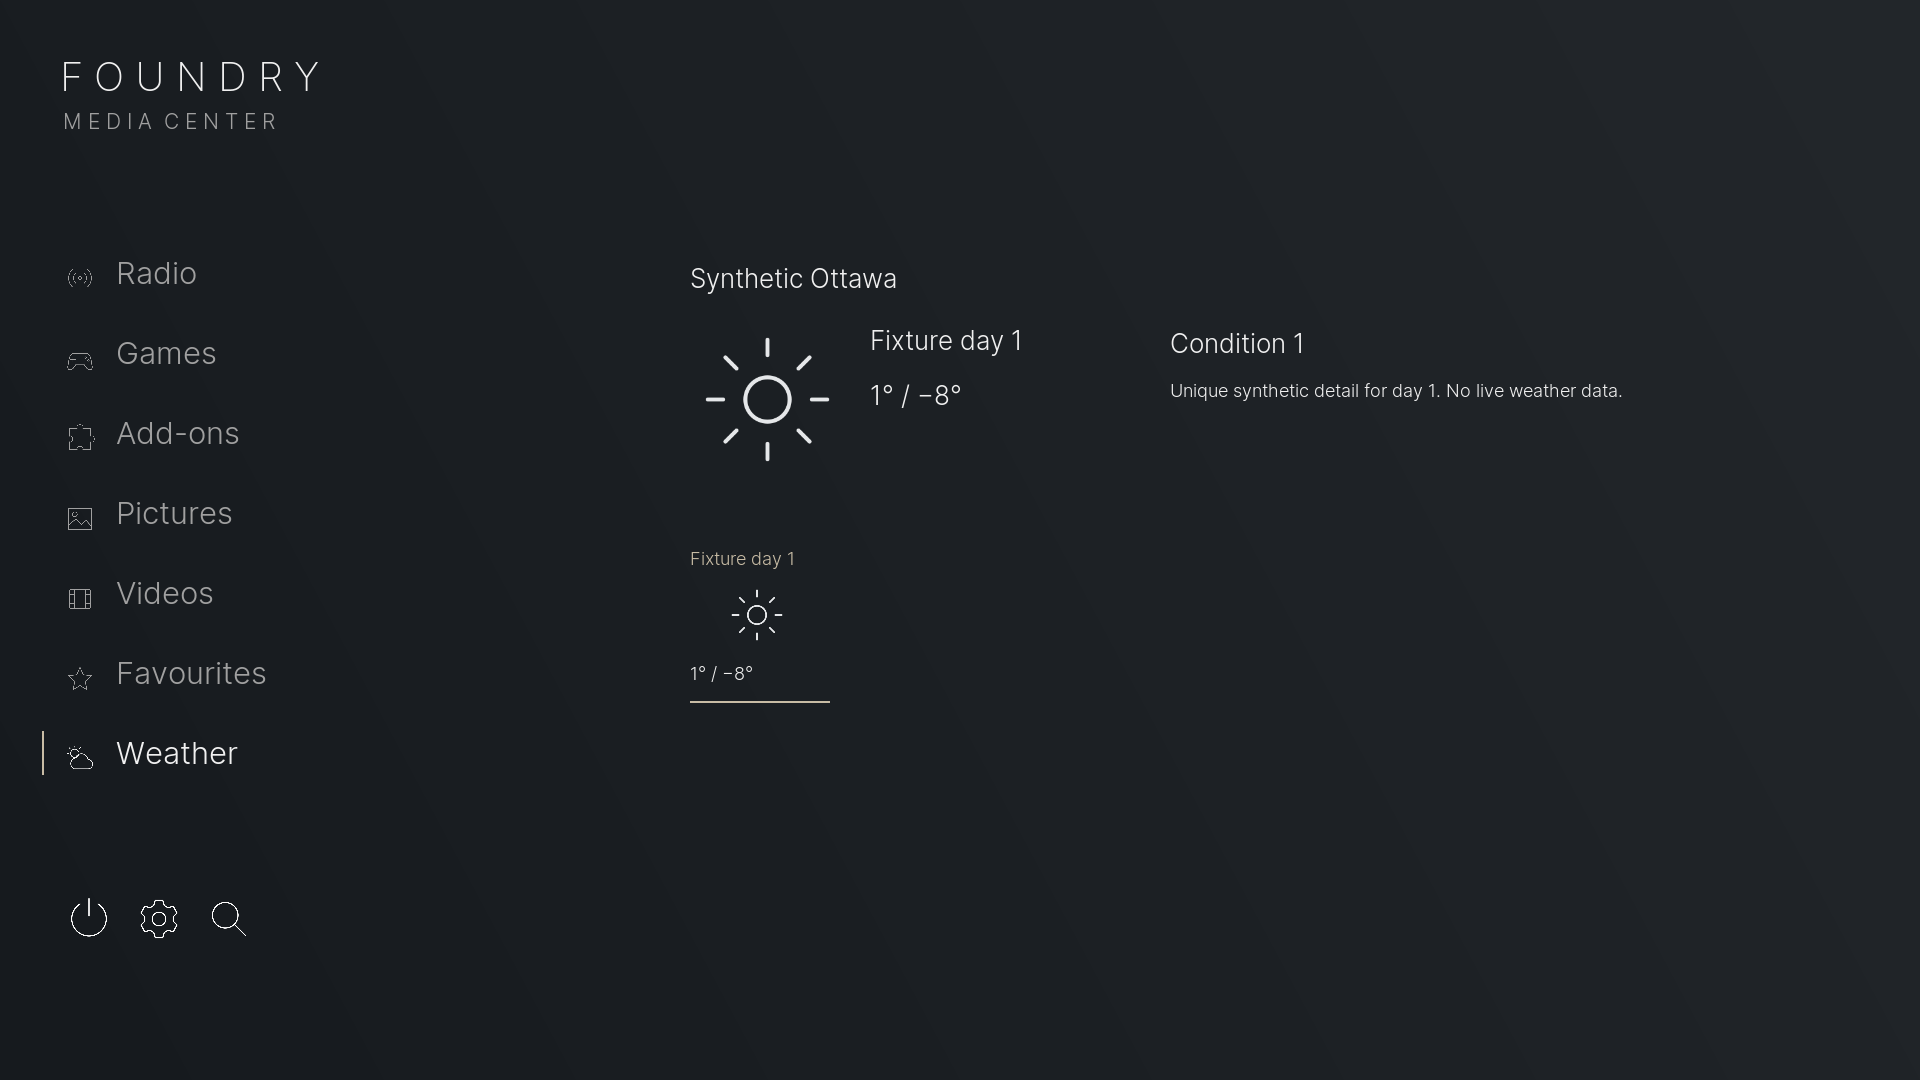 FOUNDRY
MEDIA CENTER
Radio
Games
Add-ons
Pictures
Videos
Favourites
Weather
Synthetic Ottawa
Fixture day 1
1° / −8°
Condition 1
Unique synthetic detail for day 1. No live weather data.
Fixture day 1
1° / −8°